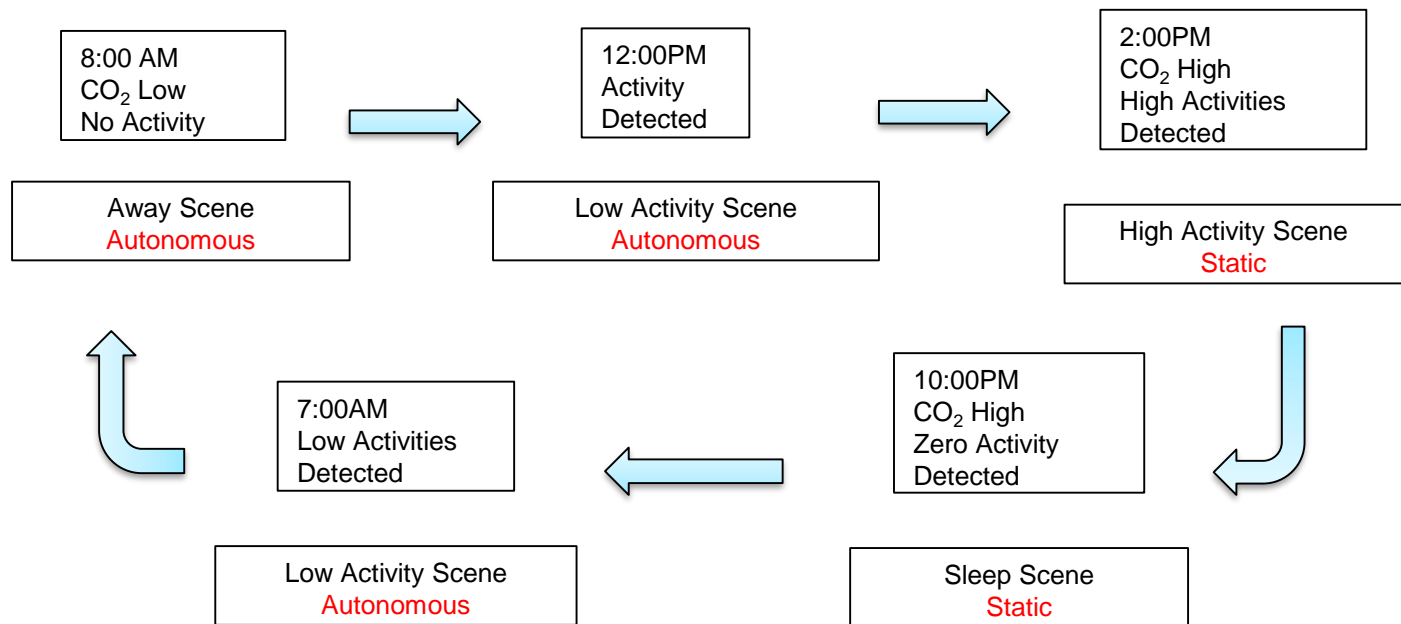 8:00 AM
CO₂ Low
No Activity
Away Scene
Autonomous
12:00PM
Activity
Detected
Low Activity Scene
Autonomous
2:00PM
CO₂ High
High Activities
Detected
High Activity Scene
Static
10:00PM
CO₂ High
Zero Activity
Detected
Sleep Scene
Static
7:00AM
Low Activities
Detected
Low Activity Scene
Autonomous